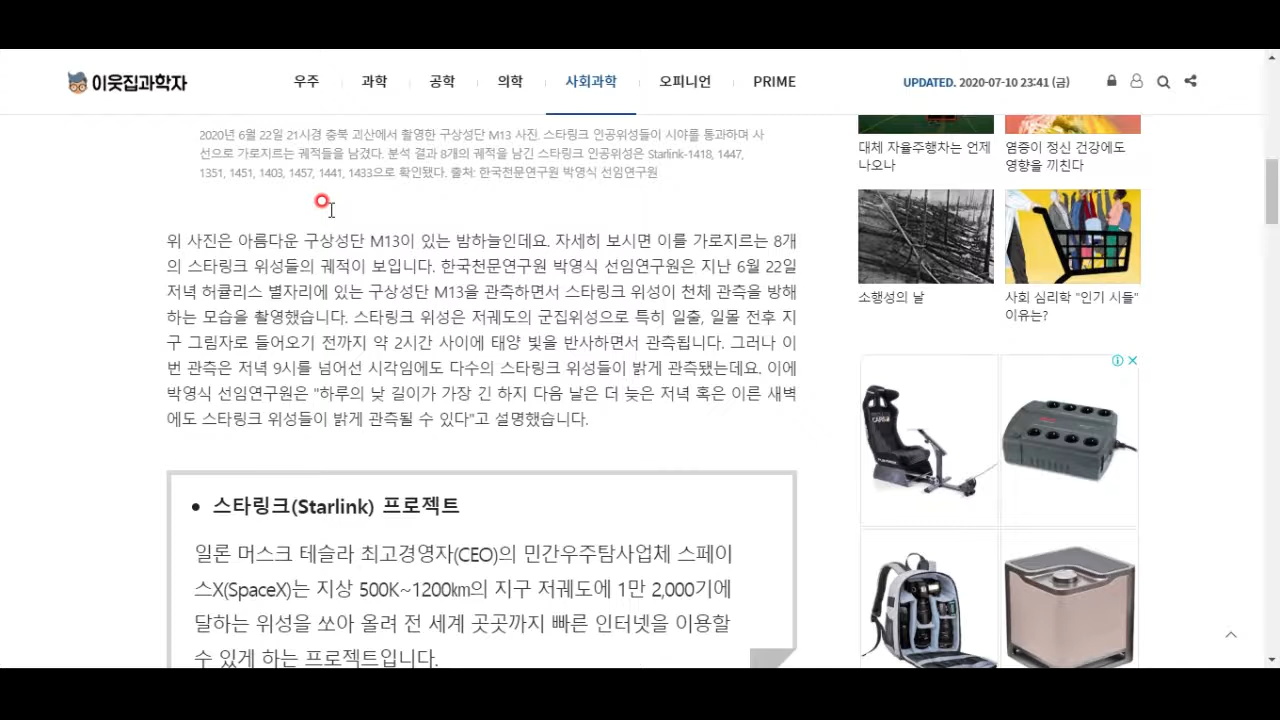 이웃집과학자
우주 과학 공학 의학 사회과학 오피니언 PRIME
UPDATED. 2020-07-10 23:41 (금)
2020년 6월 22일 21시경 충북 괴산에서 촬영한 구상성단 M13 사진. 스타링크 인공위성들이 시야를 통과하며 사
선으로 가로지르는 궤적들을 남겼다. 분석 결과 8개의 궤적을 남긴 스타링크 인공위성은 Starlink-1418, 1447,
1351, 1451, 1403, 1457, 1441, 1433으로 확인됐다. 출처: 한국천문연구원 박영식 선임연구원
위 사진은 아름다운 구상성단 M13이 있는 밤하늘인데요. 자세히 보시면 이를 가로지르는 8개
의 스타링크 위성들의 궤적이 보입니다. 한국천문연구원 박영식 선임연구원은 지난 6월 22일
저녁 허큘리스 별자리에 있는 구상성단 M13을 관측하면서 스타링크 위성이 천체 관측을 방해
하는 모습을 촬영했습니다. 스타링크 위성은 저궤도의 군집위성으로 특히 일출, 일몰 전후 지
구 그림자로 들어오기 전까지 약 2시간 사이에 태양 빛을 반사하면서 관측됩니다. 그러나 이
번 관측은 저녁 9시를 넘어선 시각임에도 다수의 스타링크 위성들이 밝게 관측됐는데요. 이에
박영식 선임연구원은 "하루의 낮 길이가 가장 긴 하지 다음 날은 더 늦은 저녁 혹은 이른 새벽
에도 스타링크 위성들이 밝게 관측될 수 있다"고 설명했습니다.
• 스타링크(Starlink) 프로젝트
일론 머스크 테슬라 최고경영자(CEO)의 민간우주탐사업체 스페이
스X(SpaceX)는 지상 500K~1200㎞의 지구 저궤도에 1만 2,000기에
달하는 위성을 쏘아 올려 전 세계 곳곳까지 빠른 인터넷을 이용할
수 있게 하는 프로젝트입니다.
대체 자율주행차는 언제
나오나
염증이 정신 건강에도
영향을 끼친다
소행성의 날
사회 심리학 "인기 시들"
이유는?